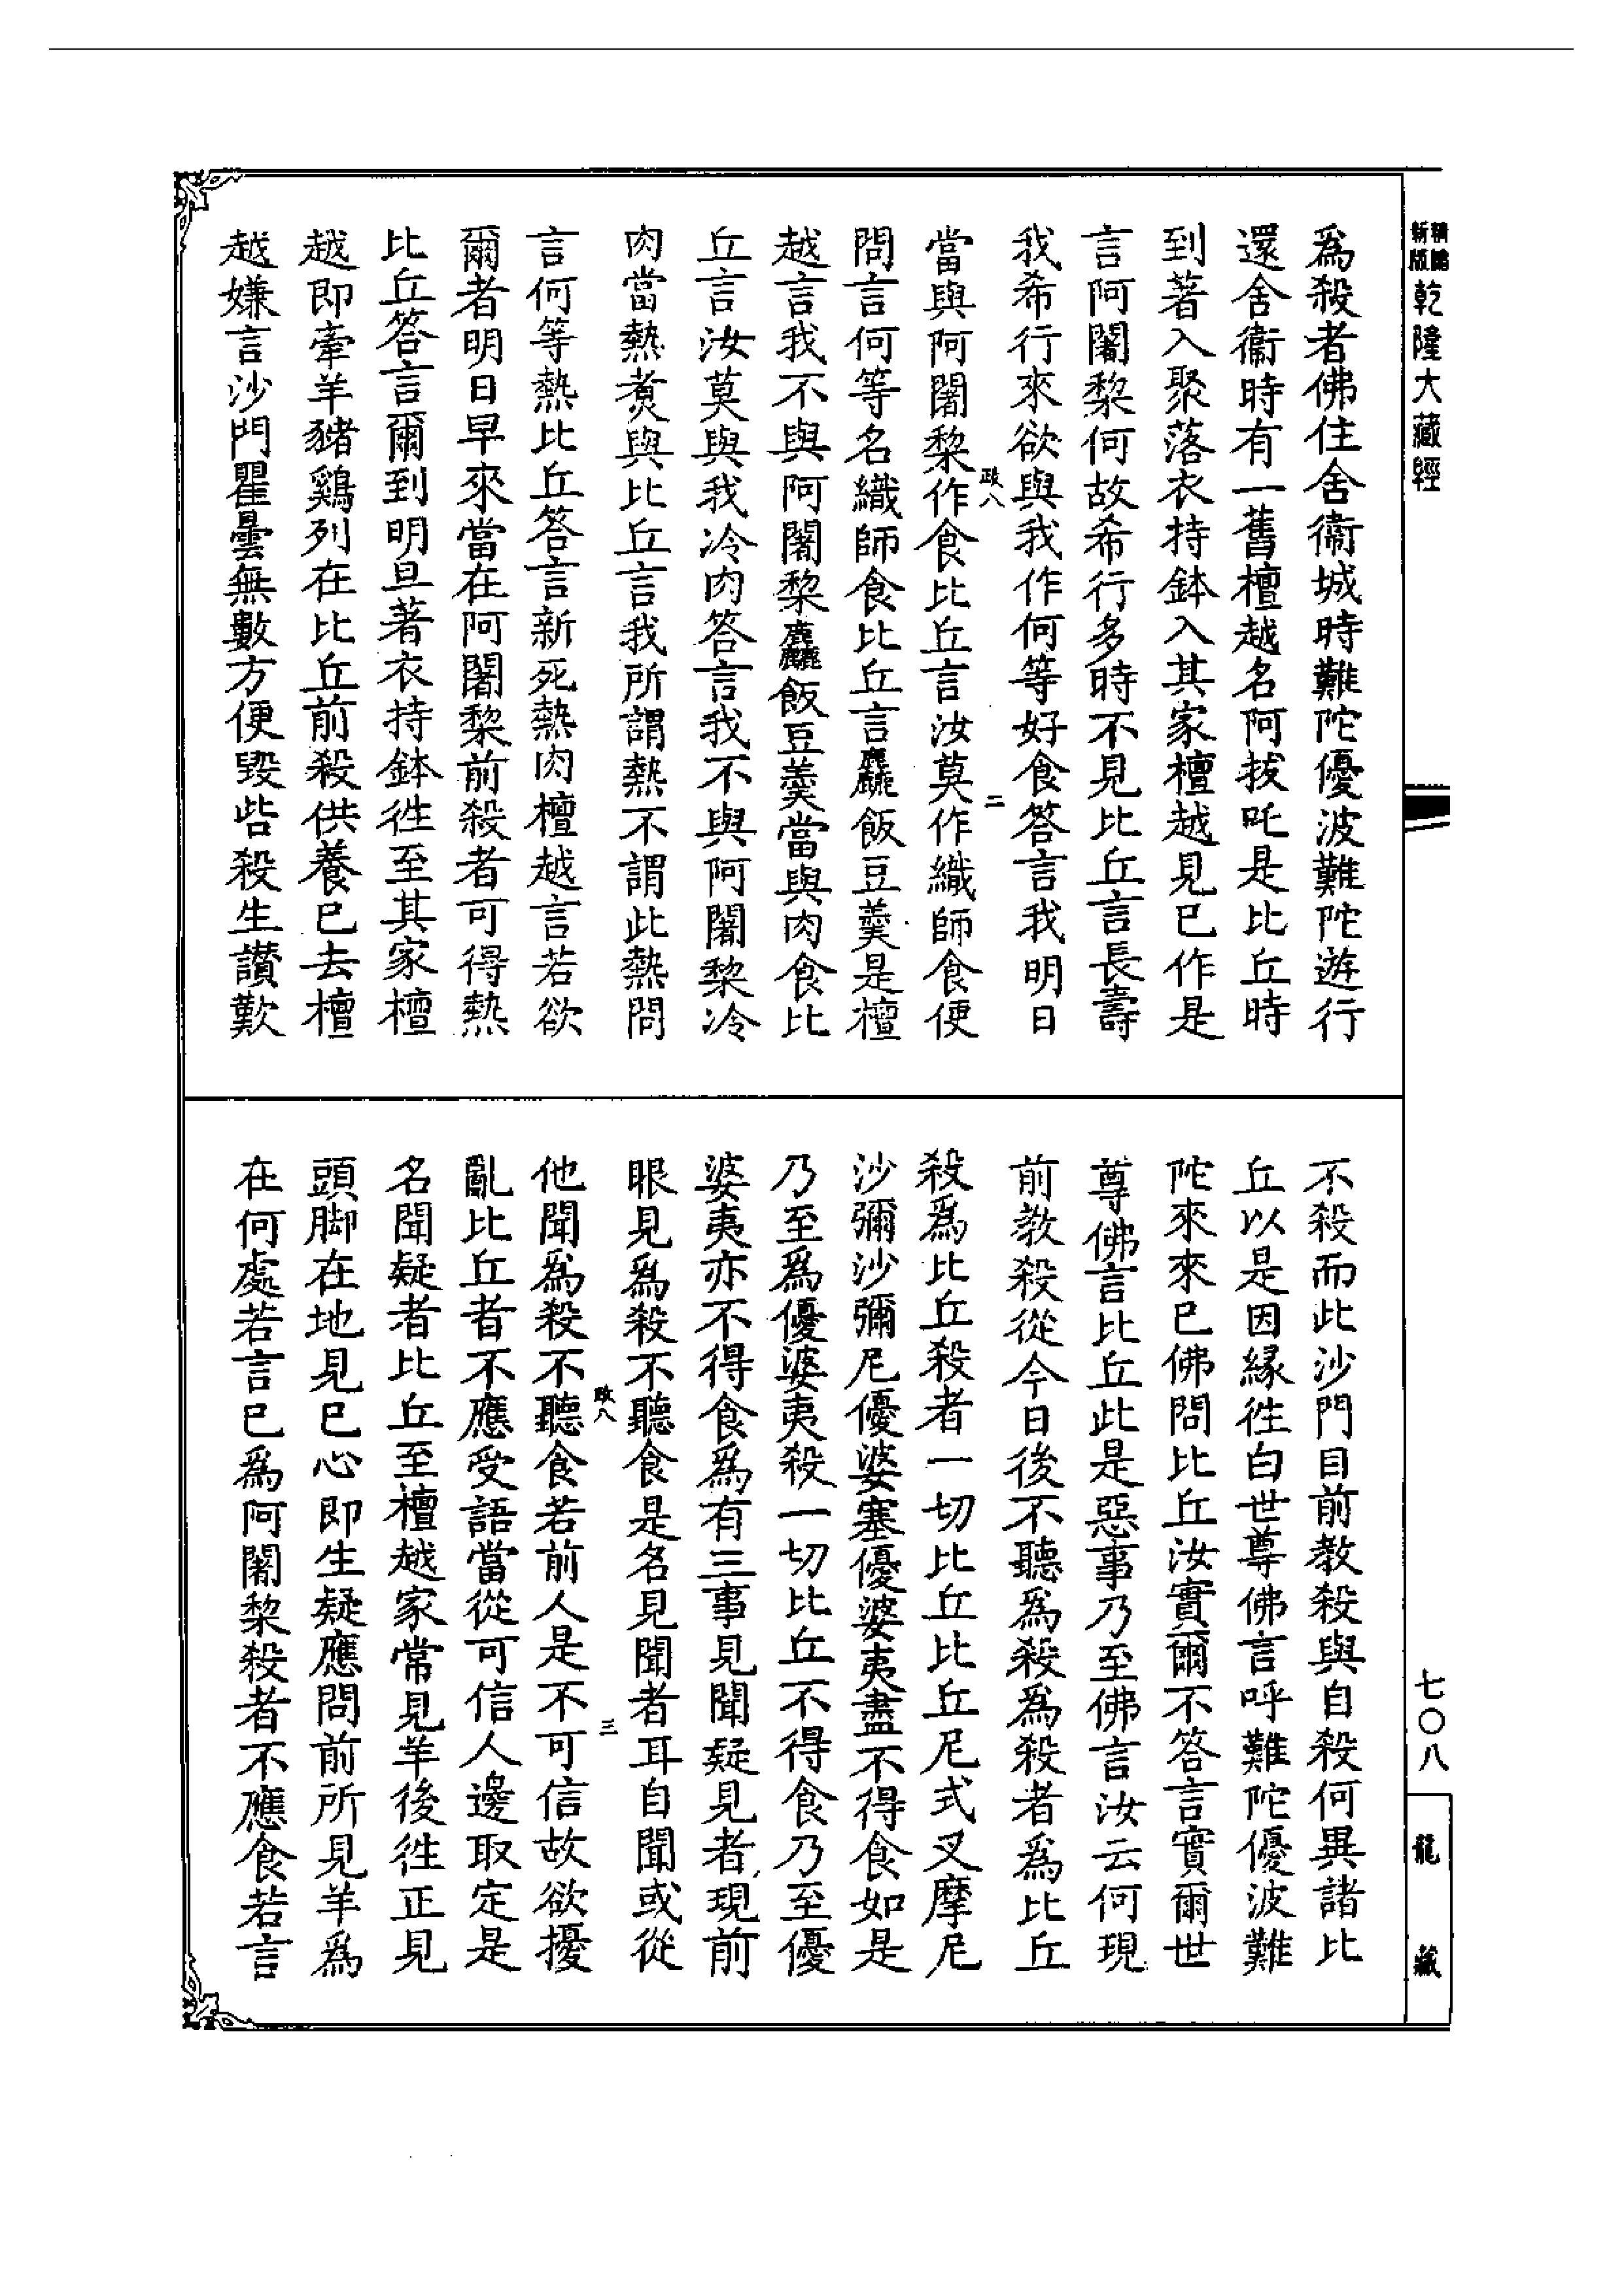 新版
精縮
乾隆大藏經
為殺者佛住舍衞城時難陀優波難陀遊行
還舍衞時有一舊檀越名阿拔吒是比丘時
到著入聚落衣持鉢入其家檀越見已作是
言阿闍黎何故希行多時不見比丘言長壽
我希行來欲與我作何等好食答言我明日
政八
二
當與阿闍黎作食比丘言汝莫作織師食便
問言何等名織師食比丘言麤飯豆羹是檀
越言我不與阿闍黎麤飯豆羹當與肉食比
丘言汝莫與我冷肉答言我不與阿闍黎冷
肉當熱煮與比丘言我所謂熱不謂此熱問
言何等熱比丘答言新死熱肉檀越言若欲
爾者明日早來當在阿闍黎前殺者可得熱
比丘答言爾到明旦著衣持鉢徃至其家檀
越即牽羊豬鷄列在比丘前殺供養已去檀
越嫌言沙門瞿曇無數方便毀呰殺生讃歎
不殺而此沙門目前教殺與自殺何異諸比
丘以是因緣徃白世尊佛言呼難陀優波難
陀來來已佛問比丘汝實爾不答言實爾世
尊佛言比丘此是惡事乃至佛言汝云何現
前教殺從今日後不聽為殺為殺者為比丘
殺為比丘殺者一切比丘比丘尼式叉摩尼
沙彌沙彌尼優婆塞優婆夷盡不得食如是
乃至為優婆夷殺一切比丘不得食乃至優
婆夷亦不得食為有三事見聞疑見者現前
眼見為殺不聽食是名見聞者耳自聞或從
政八
三
他聞為殺不聽食若前人是不可信故欲擾
亂比丘者不應受語當從可信人邊取定是
名聞疑者比丘至檀越家常見羊後徃正見
頭脚在地見已心即生疑應問前所見羊為
在何處若言已為阿闍黎殺者不應食若言
七〇八
龍藏